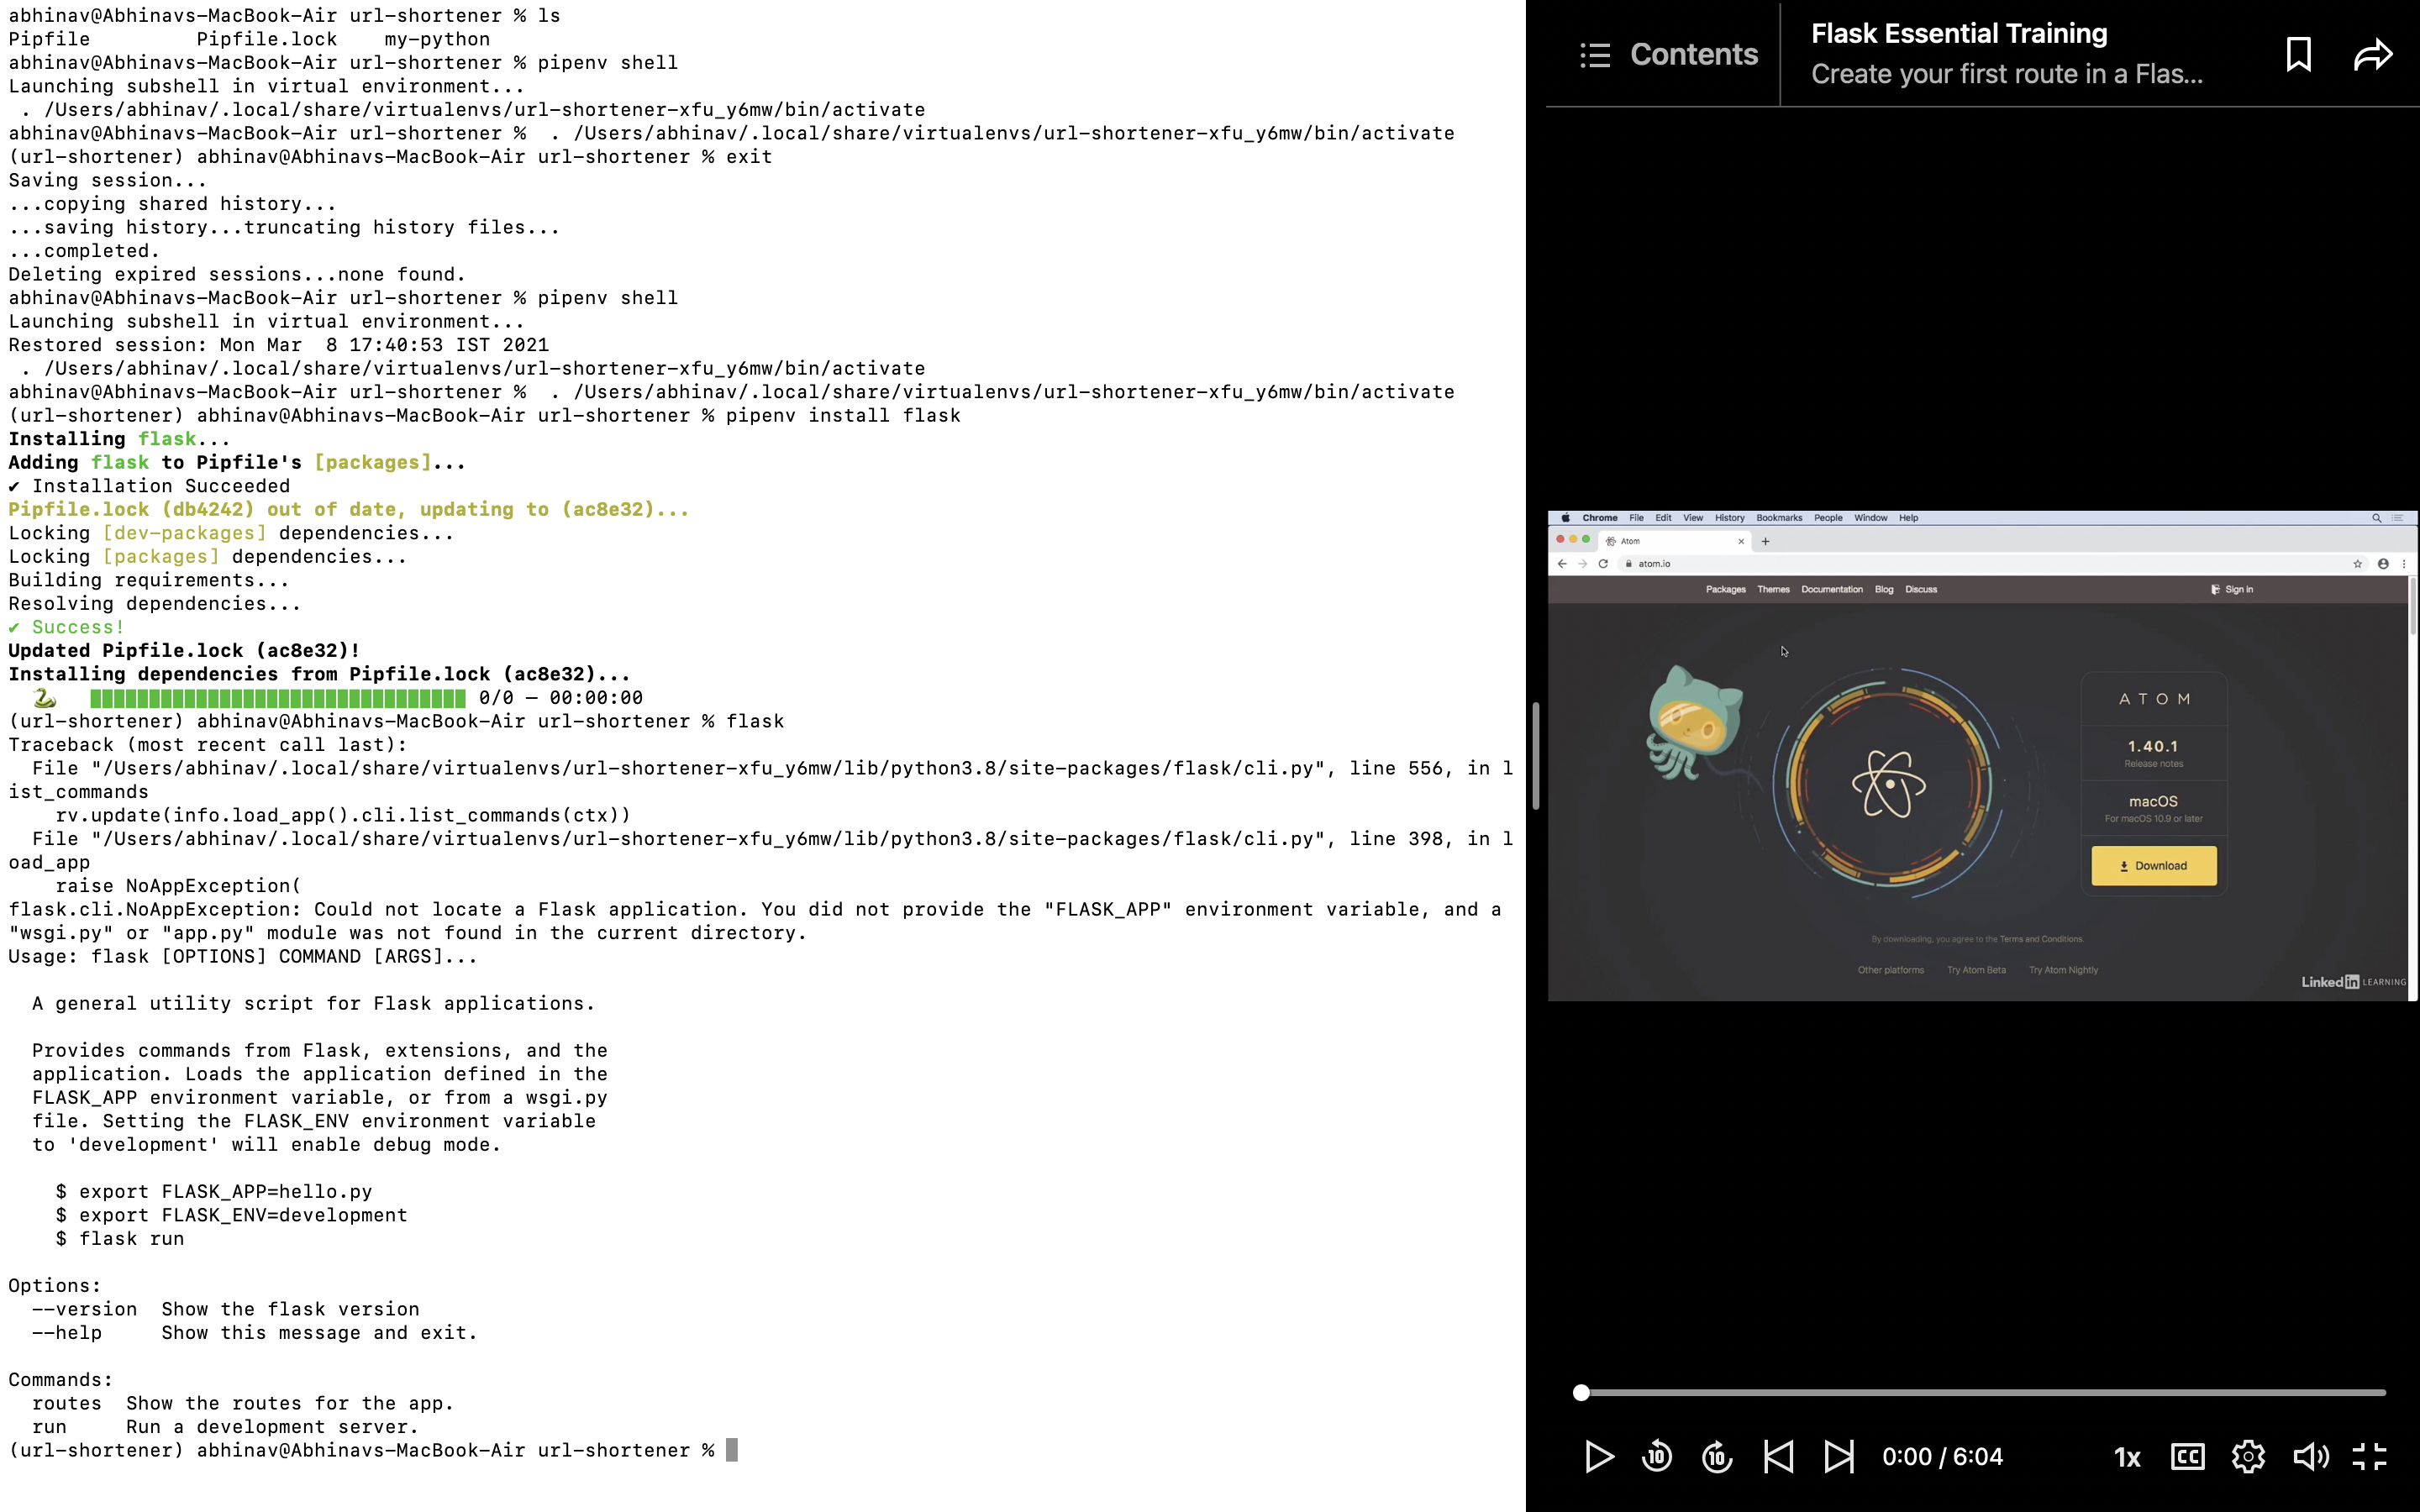 abhinav@Abhinavs-MacBook-Air url-shortener % ls
Pipfile         Pipfile.lock    my-python
abhinav@Abhinavs-MacBook-Air url-shortener % pipenv shell
Launching subshell in virtual environment...
 . /Users/abhinav/.local/share/virtualenvs/url-shortener-xfu_y6mw/bin/activate
abhinav@Abhinavs-MacBook-Air url-shortener %  . /Users/abhinav/.local/share/virtualenvs/url-shortener-xfu_y6mw/bin/activate
(url-shortener) abhinav@Abhinavs-MacBook-Air url-shortener % exit
Saving session...
...copying shared history...
...saving history...truncating history files...
...completed.
Deleting expired sessions...none found.
abhinav@Abhinavs-MacBook-Air url-shortener % pipenv shell
Launching subshell in virtual environment...
Restored session: Mon Mar  8 17:40:53 IST 2021
 . /Users/abhinav/.local/share/virtualenvs/url-shortener-xfu_y6mw/bin/activate
abhinav@Abhinavs-MacBook-Air url-shortener %  . /Users/abhinav/.local/share/virtualenvs/url-shortener-xfu_y6mw/bin/activate
(url-shortener) abhinav@Abhinavs-MacBook-Air url-shortener % pipenv install flask
Installing flask...
Adding flask to Pipfile's [packages]...
✔ Installation Succeeded
Pipfile.lock (db4242) out of date, updating to (ac8e32)...
Locking [dev-packages] dependencies...
Locking [packages] dependencies...
Building requirements...
Resolving dependencies...
✔ Success!
Updated Pipfile.lock (ac8e32)!
Installing dependencies from Pipfile.lock (ac8e32)...
0/0 — 00:00:00
(url-shortener) abhinav@Abhinavs-MacBook-Air url-shortener % flask
Traceback (most recent call last):
  File "/Users/abhinav/.local/share/virtualenvs/url-shortener-xfu_y6mw/lib/python3.8/site-packages/flask/cli.py", line 556, in l
ist_commands
    rv.update(info.load_app().cli.list_commands(ctx))
  File "/Users/abhinav/.local/share/virtualenvs/url-shortener-xfu_y6mw/lib/python3.8/site-packages/flask/cli.py", line 398, in l
oad_app
    raise NoAppException(
flask.cli.NoAppException: Could not locate a Flask application. You did not provide the "FLASK_APP" environment variable, and a
"wsgi.py" or "app.py" module was not found in the current directory.
Usage: flask [OPTIONS] COMMAND [ARGS]...
  A general utility script for Flask applications.
  Provides commands from Flask, extensions, and the
  application. Loads the application defined in the
  FLASK_APP environment variable, or from a wsgi.py
  file. Setting the FLASK_ENV environment variable
  to 'development' will enable debug mode.
    $ export FLASK_APP=hello.py
    $ export FLASK_ENV=development
    $ flask run
Options:
  --version  Show the flask version
  --help     Show this message and exit.
Commands:
  routes  Show the routes for the app.
  run     Run a development server.
(url-shortener) abhinav@Abhinavs-MacBook-Air url-shortener %
Contents
Flask Essential Training
Create your first route in a Flas...
Chrome File Edit View History Bookmarks People Window Help
Atom
atom.io
Packages Themes Documentation Blog Discuss Sign in
ATOM
1.40.1
Release notes
macOS
For macOS 10.9 or later
Download
By downloading, you agree to the Terms and Conditions.
Other platforms Try Atom Beta Try Atom Nightly
Linked in LEARNING
10 10 0:00 / 6:04 1x CC